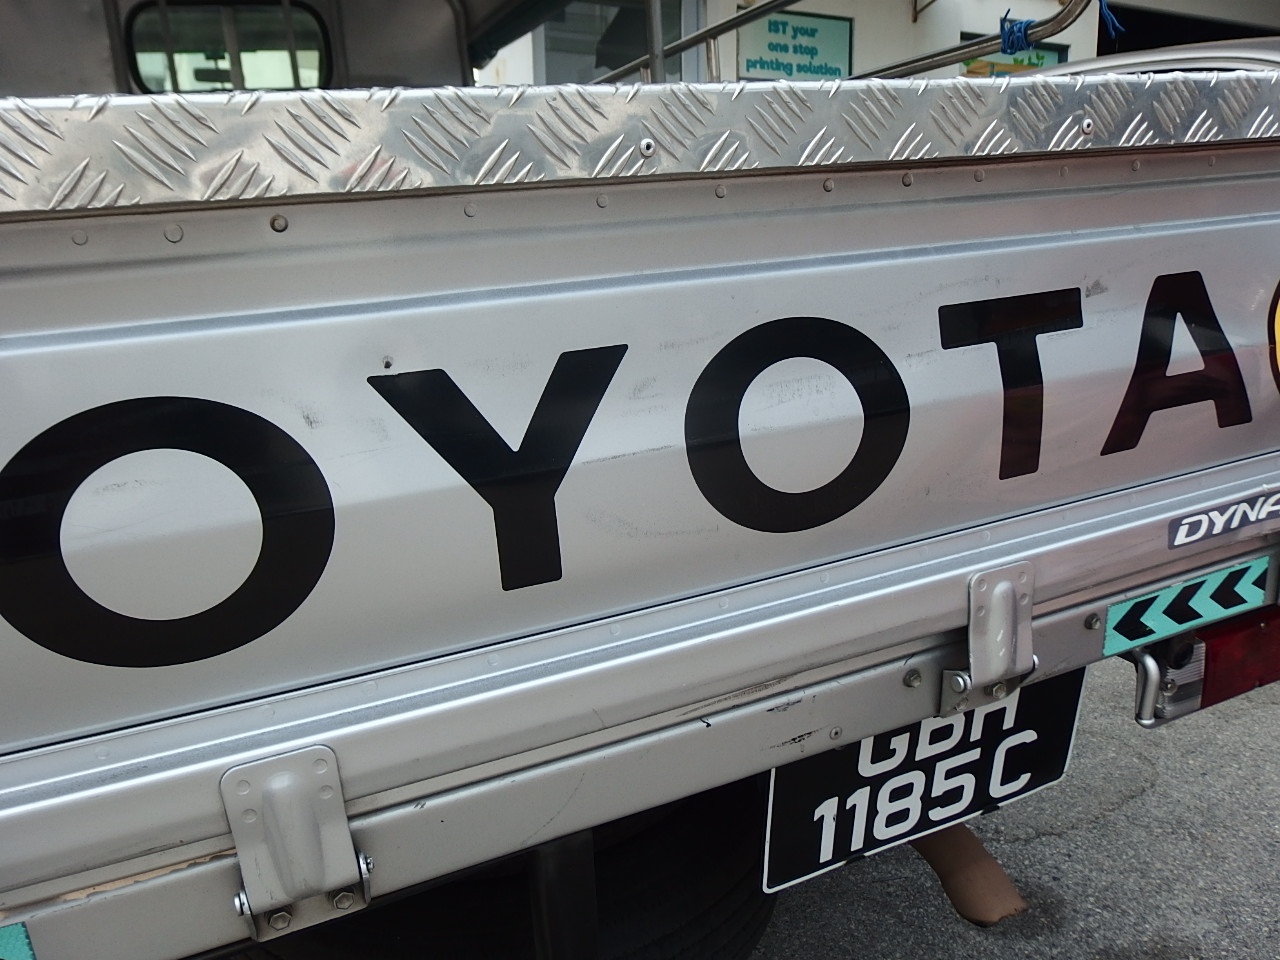 IST your
one stop
printing solution
OYOTA
DYNA
GBH
1185C